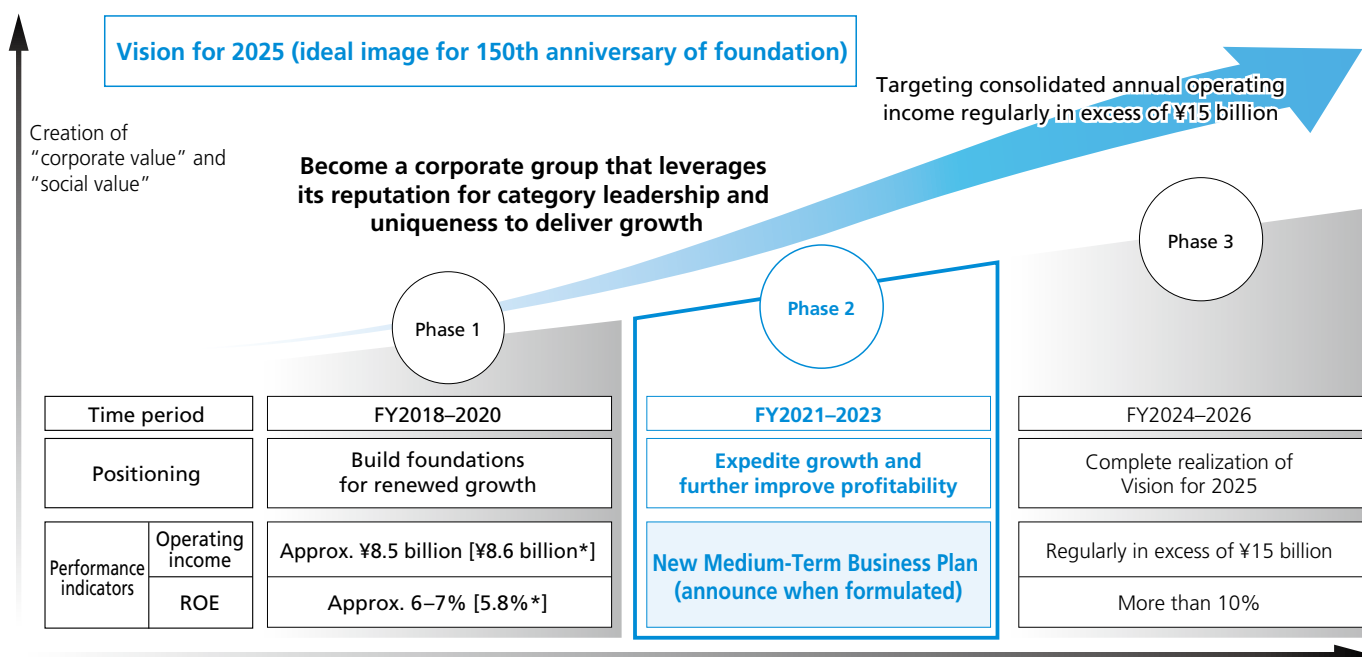 Vision for 2025 (ideal image for 150th anniversary of foundation)
Targeting consolidated annual operating
income regularly in excess of ¥15 billion
Creation of
“corporate value” and
“social value”
Become a corporate group that leverages
its reputation for category leadership and
uniqueness to deliver growth
Phase 1
Phase 2
Phase 3
Time period
FY2018–2020
FY2021–2023
FY2024–2026
Positioning
Build foundations
for renewed growth
Expedite growth and
further improve profitability
Complete realization of
Vision for 2025
Performance
indicators
Operating
income
Approx. ¥8.5 billion [¥8.6 billion*]
New Medium-Term Business Plan
(announce when formulated)
Regularly in excess of ¥15 billion
ROE
Approx. 6–7% [5.8%*]
More than 10%